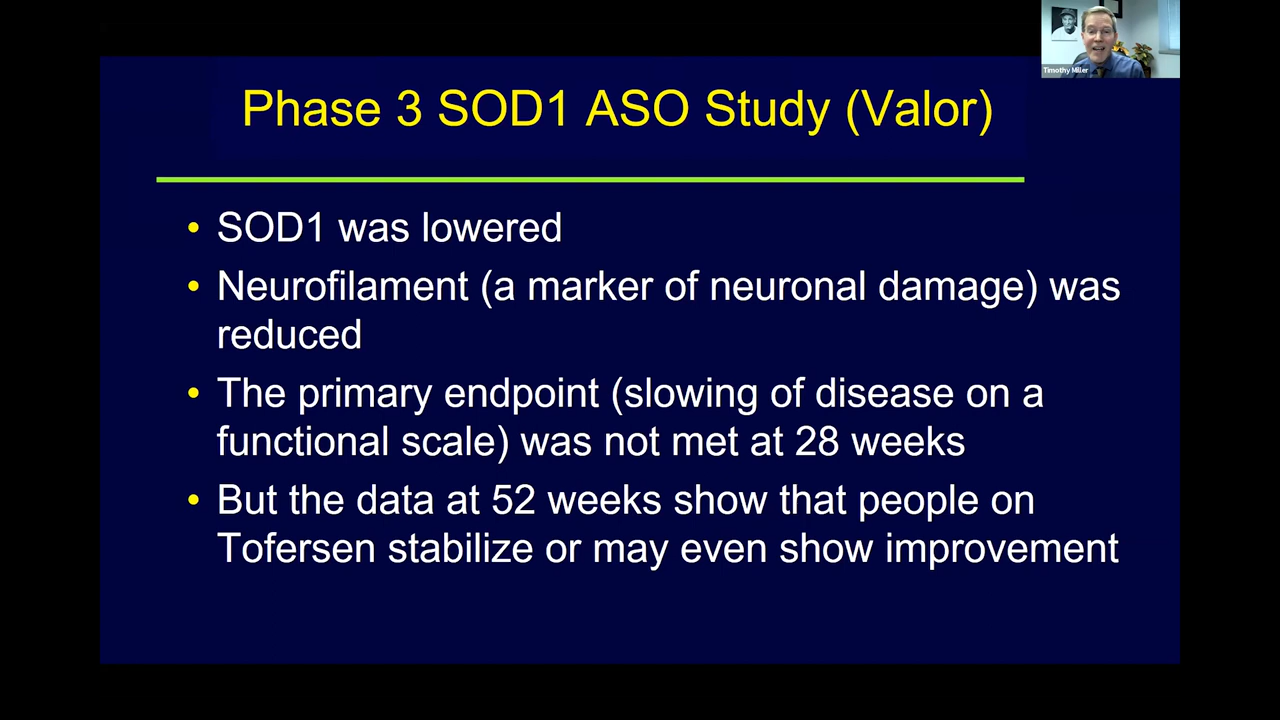 Timothy Miller
Phase 3 SOD1 ASO Study (Valor)
• SOD1 was lowered
• Neurofilament (a marker of neuronal damage) was
reduced
• The primary endpoint (slowing of disease on a
functional scale) was not met at 28 weeks
• But the data at 52 weeks show that people on
Tofersen stabilize or may even show improvement